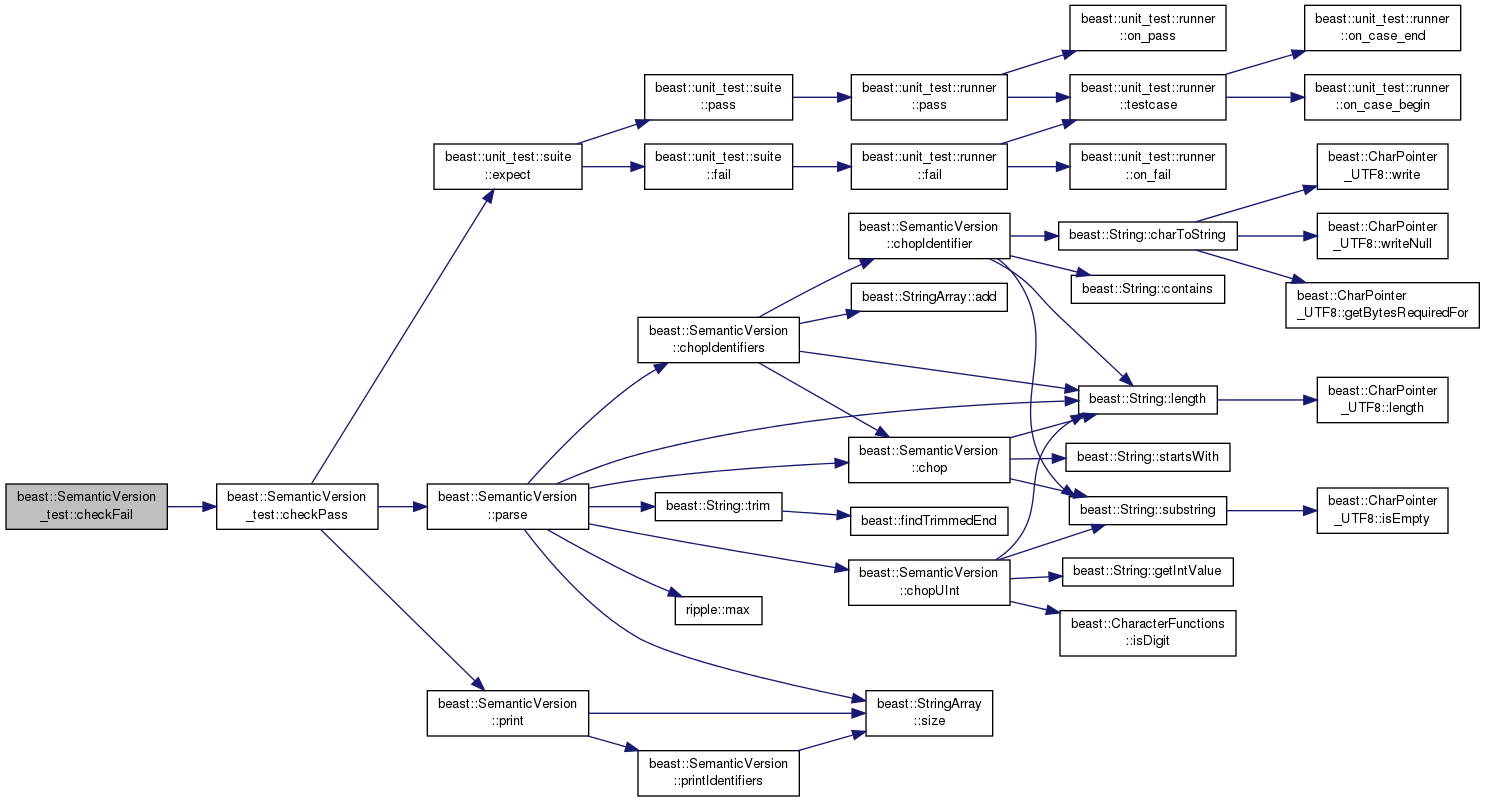 beast::unit_test::runner
::on_pass
beast::unit_test::runner
::on_case_end
beast::unit_test::suite
::pass
beast::unit_test::runner
::pass
beast::unit_test::runner
::testcase
beast::unit_test::runner
::on_case_begin
beast::unit_test::suite
::expect
beast::unit_test::suite
::fail
beast::unit_test::runner
::fail
beast::unit_test::runner
::on_fail
beast::CharPointer
_UTF8::write
beast::SemanticVersion
::chopIdentifier
beast::String::charToString
beast::CharPointer
_UTF8::writeNull
beast::String::contains
beast::StringArray::add
beast::CharPointer
_UTF8::getBytesRequiredFor
beast::SemanticVersion
::chopIdentifiers
beast::String::length
beast::CharPointer
_UTF8::length
beast::SemanticVersion
::chop
beast::String::startsWith
beast::SemanticVersion
_test::checkFail
beast::SemanticVersion
_test::checkPass
beast::SemanticVersion
::parse
beast::String::trim
beast::findTrimmedEnd
beast::String::substring
beast::CharPointer
_UTF8::isEmpty
beast::SemanticVersion
::chopUInt
beast::String::getIntValue
ripple::max
beast::CharacterFunctions
::isDigit
beast::SemanticVersion
::print
beast::StringArray
::size
beast::SemanticVersion
::printIdentifiers